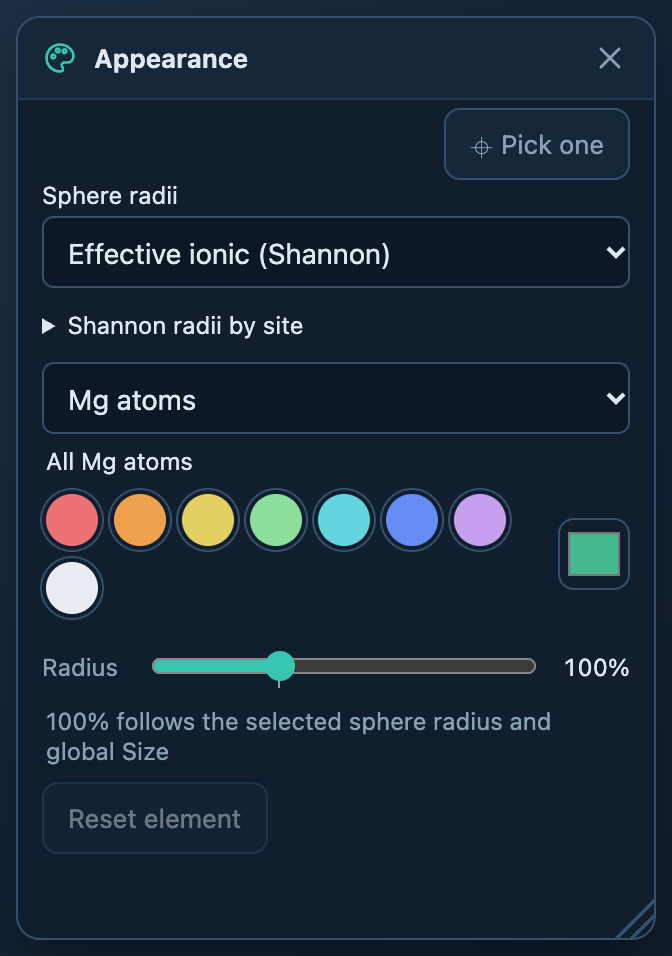 Appearance
Pick one
Sphere radii
Effective ionic (Shannon)
Shannon radii by site
Mg atoms
All Mg atoms
Radius 100%
100% follows the selected sphere radius and
global Size
Reset element